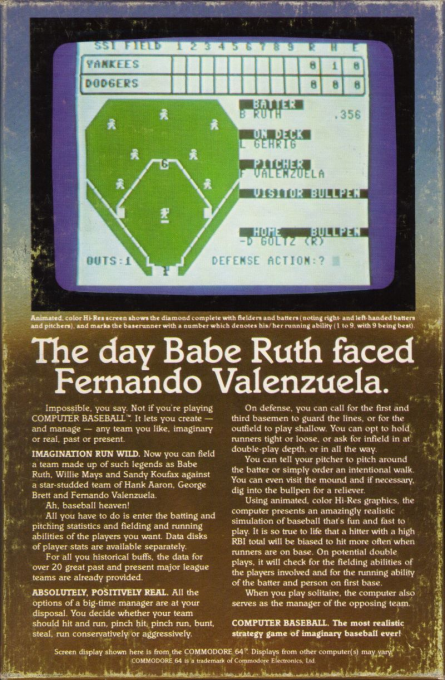 SSI FIELD 1 2 3 4 5 6 7 8 9 R H E
YANKEES 0 1 0
DODGERS 0 0 0
BATTER
B RUTH .356
ON DECK
L GEHRIG
PITCHER
F VALENZUELA
VISITOR BULLPEN
HOME BULLPEN
-D GOLTZ (R)
OUTS:1 DEFENSE ACTION:?
Animated, color Hi-Res screen shows the diamond complete with fielders and batters (noting right- and left-handed batters
and pitchers), and marks the baserunner with a number which denotes his/her running ability (1 to 9, with 9 being best).
The day Babe Ruth faced
Fernando Valenzuela.
Impossible, you say. Not if you're playing
COMPUTER BASEBALL™. It lets you create —
and manage — any team you like, imaginary
or real, past or present.
IMAGINATION RUN WILD. Now you can field
a team made up of such legends as Babe
Ruth, Willie Mays and Sandy Koufax against
a star-studded team of Hank Aaron, George
Brett and Fernando Valenzuela.
Ah, baseball heaven!
All you have to do is enter the batting and
pitching statistics and fielding and running
abilities of the players you want. Data disks
of player stats are available separately.
For all you historical buffs, the data for
over 20 great past and present major league
teams are already provided.
ABSOLUTELY, POSITIVELY REAL. All the
options of a big-time manager are at your
disposal. You decide whether your team
should hit and run, pinch hit, pinch run, bunt,
steal, run conservatively or aggressively.
On defense, you can call for the first and
third basemen to guard the lines, or for the
outfield to play shallow. You can opt to hold
runners tight or loose, or ask for infield in at
double-play depth, or in all the way.
You can tell your pitcher to pitch around
the batter or simply order an intentional walk.
You can even visit the mound and if necessary,
dig into the bullpen for a reliever.
Using animated, color Hi-Res graphics, the
computer presents an amazingly realistic
simulation of baseball that's fun and fast to
play. It is so true to life that a hitter with a high
RBI total will be biased to hit more often when
runners are on base. On potential double
plays, it will check for the fielding abilities of
the players involved and for the running ability
of the batter and person on first base.
When you play solitaire, the computer also
serves as the manager of the opposing team.
COMPUTER BASEBALL. The most realistic
strategy game of imaginary baseball ever!
Screen display shown here is from the COMMODORE 64™. Displays from other computer(s) may vary.
COMMODORE 64 is a trademark of Commodore Electronics, Ltd.